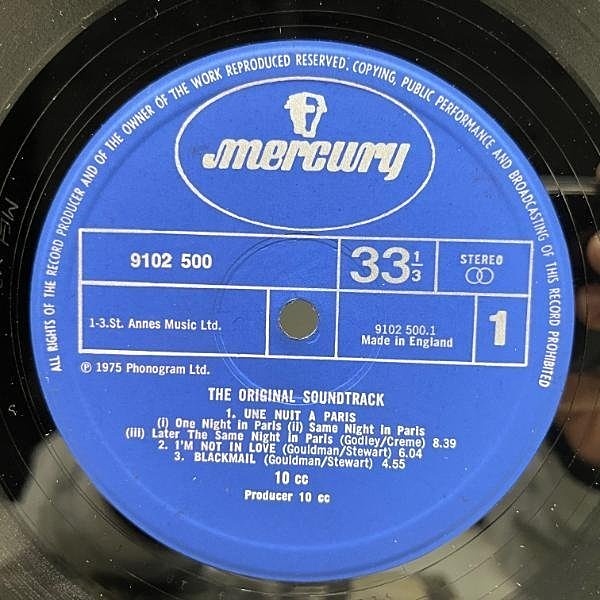 ALL RIGHTS OF THE RECORD PRODUCER AND OF THE OWNER OF THE WORK REPRODUCED RESERVED. COPYING, PUBLIC PERFORMANCE AND BROADCASTING OF THIS RECORD PROHIBITED
mercury
9102 500
33 1/3
STEREO
1-3.St. Annes Music Ltd.
9102 500.1
Made in England
1
℗ 1975 Phonogram Ltd.
THE ORIGINAL SOUNDTRACK
1. UNE NUIT A PARIS
(i) One Night in Paris (ii) Same Night in Paris
(iii) Later The Same Night in Paris (Godley/Creme) 8.39
2. I'M NOT IN LOVE (Gouldman/Stewart) 6.04
3. BLACKMAIL (Gouldman/Stewart) 4.55
10 cc
Producer 10 cc